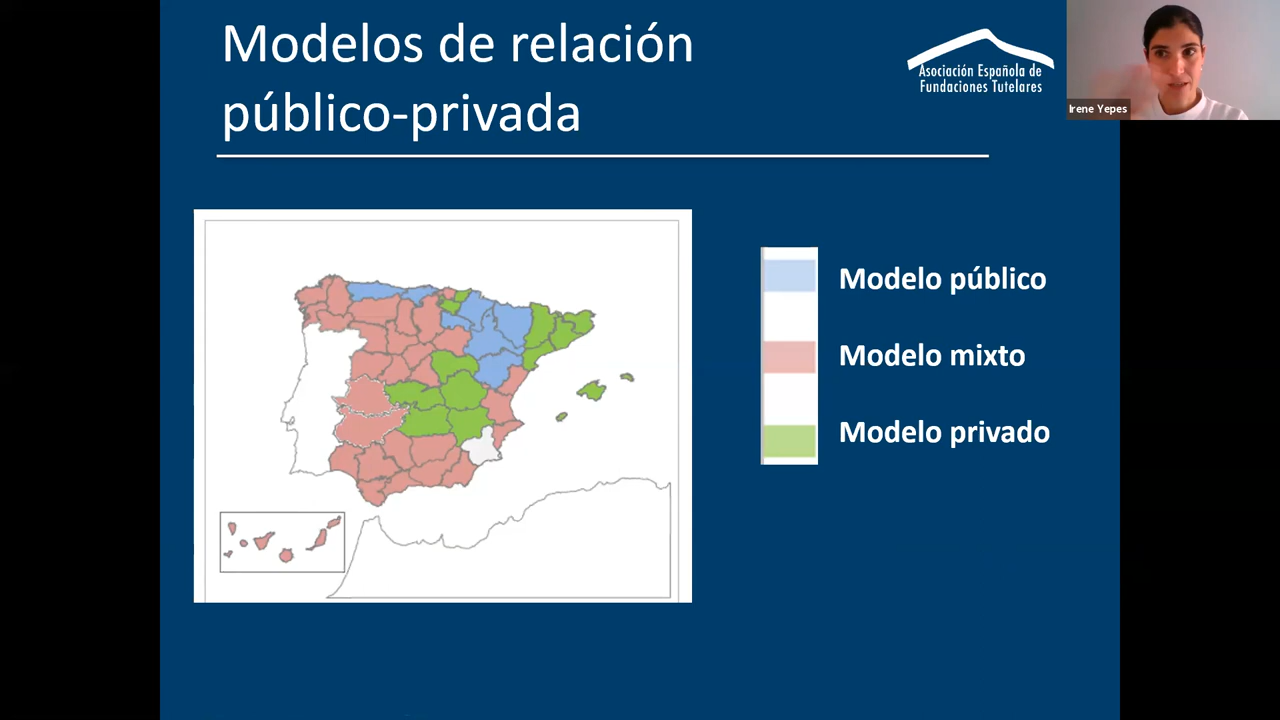 Modelos de relación
público-privada
Asociación Española de
Fundaciones Tutelares
Irene Yepes
Modelo público
Modelo mixto
Modelo privado